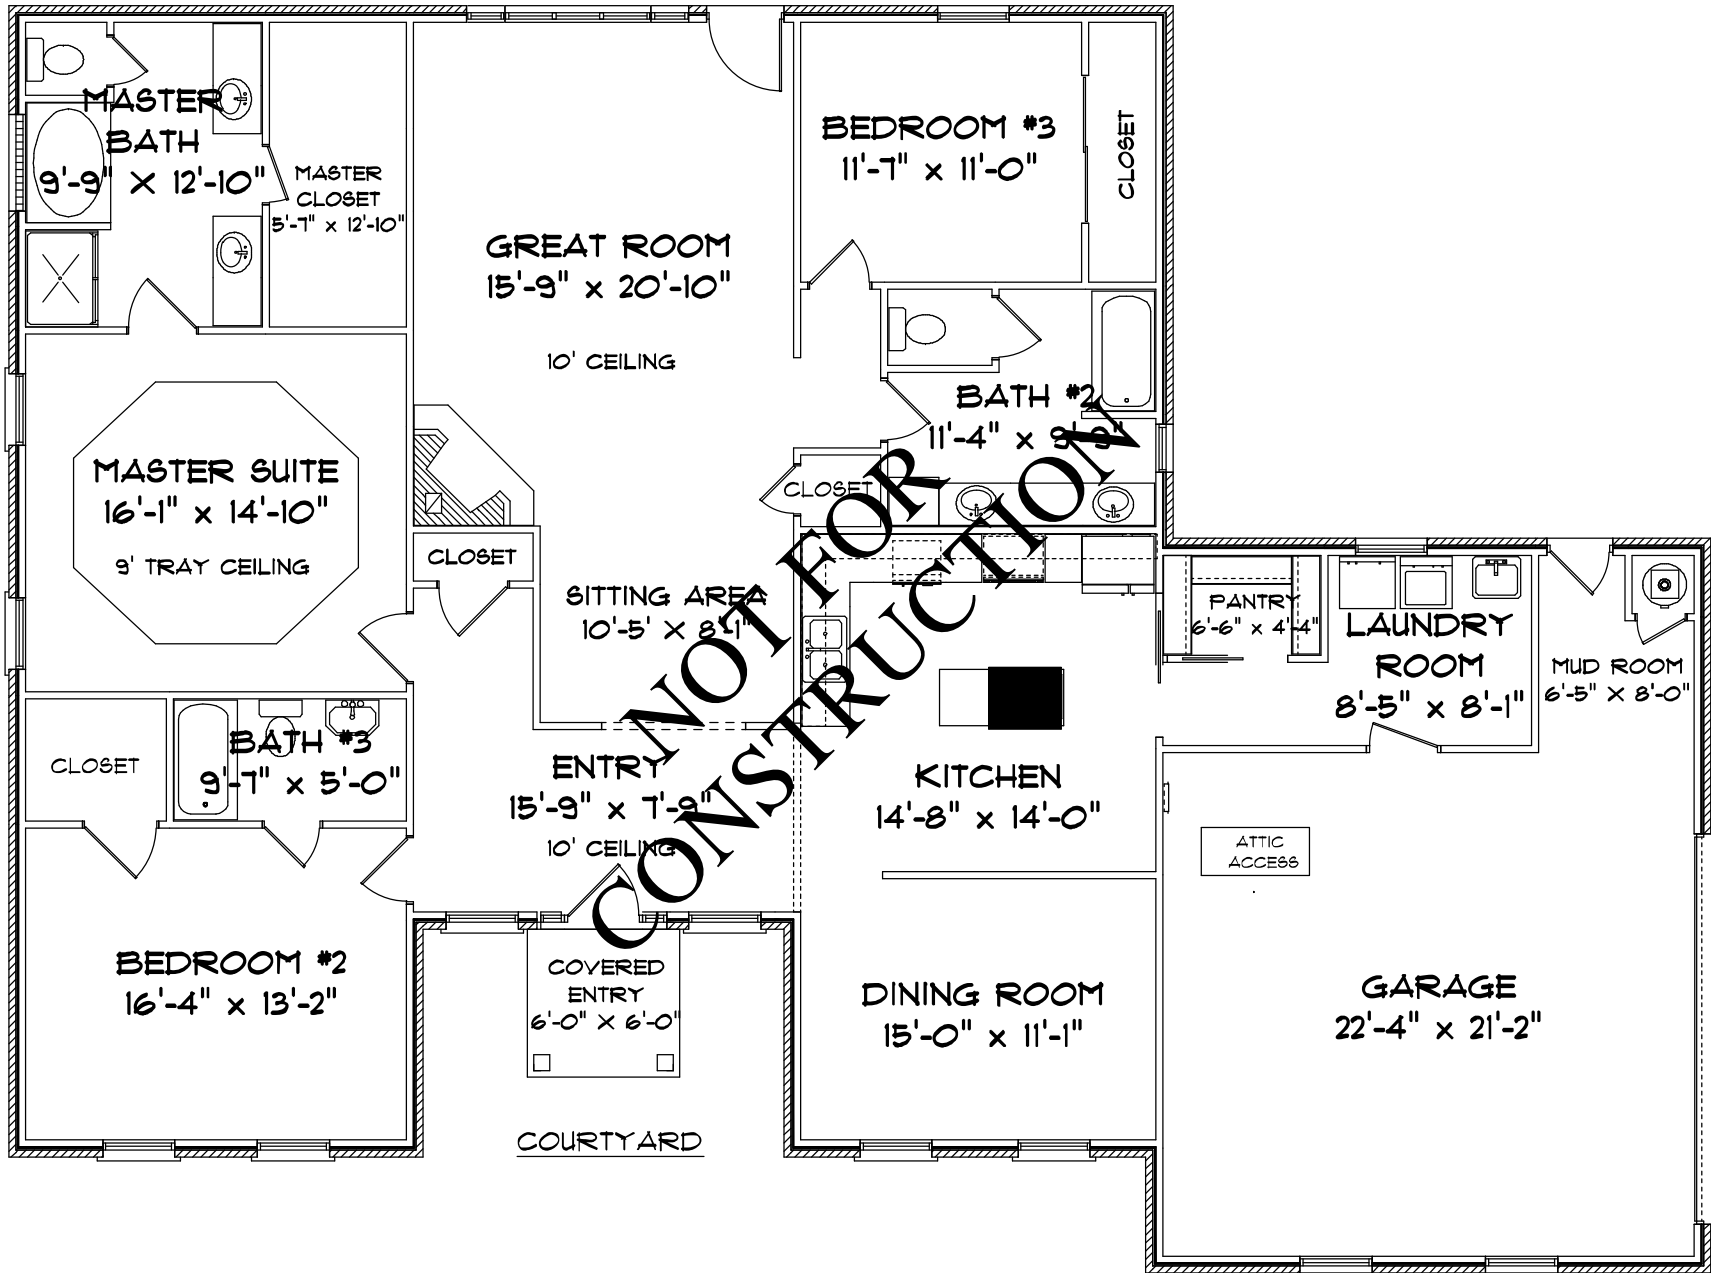 MASTER
BATH
9'-9" X 12'-10"
MASTER
CLOSET
5'-7" x 12'-10"
GREAT ROOM
15'-9" x 20'-10"
10' CEILING
BEDROOM #3
11'-7" x 11'-0"
CLOSET
BATH #2
11'-4" x 9'-9"
CLOSET
MASTER SUITE
16'-1" x 14'-10"
9' TRAY CEILING
CLOSET
SITTING AREA
10'-5' X 8'-1"
PANTRY
6'-6" x 4'-4"
LAUNDRY
ROOM
8'-5" x 8'-1"
MUD ROOM
6'-5" X 8'-0"
CLOSET
BATH #3
9'-7" x 5'-0"
ENTRY
15'-9" x 7'-9"
10' CEILING
KITCHEN
14'-8" x 14'-0"
ATTIC
ACCESS
BEDROOM #2
16'-4" x 13'-2"
COVERED
ENTRY
6'-0" X 6'-0"
DINING ROOM
15'-0" x 11'-1"
GARAGE
22'-4" x 21'-2"
COURTYARD
NOT FOR
CONSTRUCTION